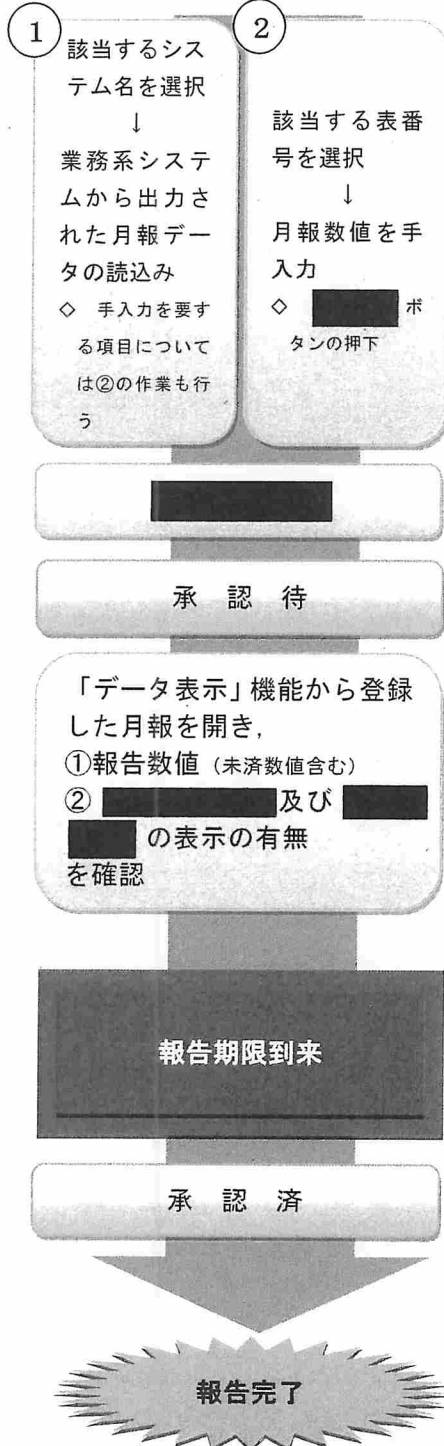 1
該当するシス
テム名を選択
↓
業務系システ
ムから出力さ
れた月報デー
タの読込み
◇ 手入力を要す
る項目について
は②の作業も行
う
2
該当する表番
号を選択
↓
月報数値を手
入力
◇ ボ
タンの押下
承認待
「データ表示」機能から登録
した月報を開き,
①報告数値(未済数値含む)
② 及び
の表示の有無
を確認
報告期限到来
承認済
報告完了